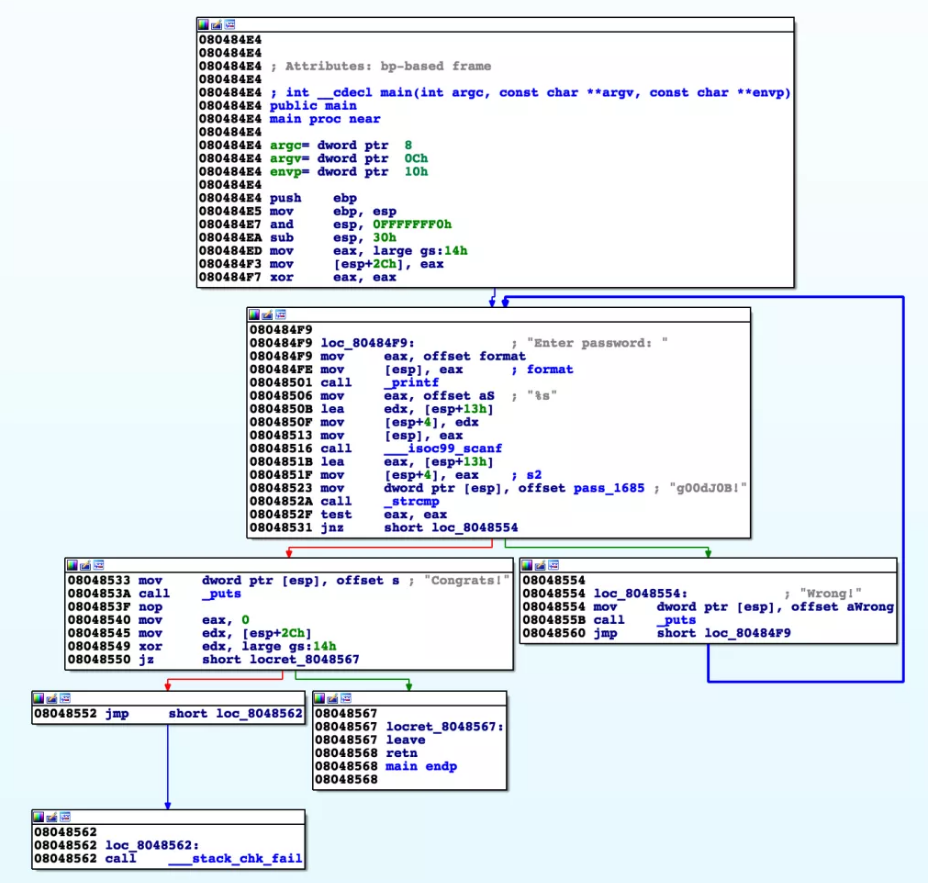 080484E4
080484E4
080484E4 ; Attributes: bp-based frame
080484E4
080484E4 ; int __cdecl main(int argc, const char **argv, const char **envp)
080484E4 public main
080484E4 main proc near
080484E4
080484E4 argc= dword ptr  8
080484E4 argv= dword ptr  0Ch
080484E4 envp= dword ptr  10h
080484E4
080484E4 push    ebp
080484E5 mov     ebp, esp
080484E7 and     esp, 0FFFFFFF0h
080484EA sub     esp, 30h
080484ED mov     eax, large gs:14h
080484F3 mov     [esp+2Ch], eax
080484F7 xor     eax, eax
080484F9
080484F9 loc_80484F9:            ; "Enter password: "
080484F9 mov     eax, offset format
080484FE mov     [esp], eax      ; format
08048501 call    _printf
08048506 mov     eax, offset aS  ; "%s"
0804850B lea     edx, [esp+13h]
0804850F mov     [esp+4], edx
08048513 mov     [esp], eax
08048516 call    ___isoc99_scanf
0804851B lea     eax, [esp+13h]
0804851F mov     [esp+4], eax    ; s2
08048523 mov     dword ptr [esp], offset pass_1685 ; "g00dJ0B!"
0804852A call    _strcmp
0804852F test    eax, eax
08048531 jnz     short loc_8048554
08048533 mov     dword ptr [esp], offset s ; "Congrats!"
0804853A call    _puts
0804853F nop
08048540 mov     eax, 0
08048545 mov     edx, [esp+2Ch]
08048549 xor     edx, large gs:14h
08048550 jz      short locret_8048567
08048554
08048554 loc_8048554:            ; "Wrong!"
08048554 mov     dword ptr [esp], offset aWrong
0804855B call    _puts
08048560 jmp     short loc_80484F9
08048552 jmp     short loc_8048562
08048567
08048567 locret_8048567:
08048567 leave
08048568 retn
08048568 main endp
08048568
08048562
08048562 loc_8048562:
08048562 call    ___stack_chk_fail